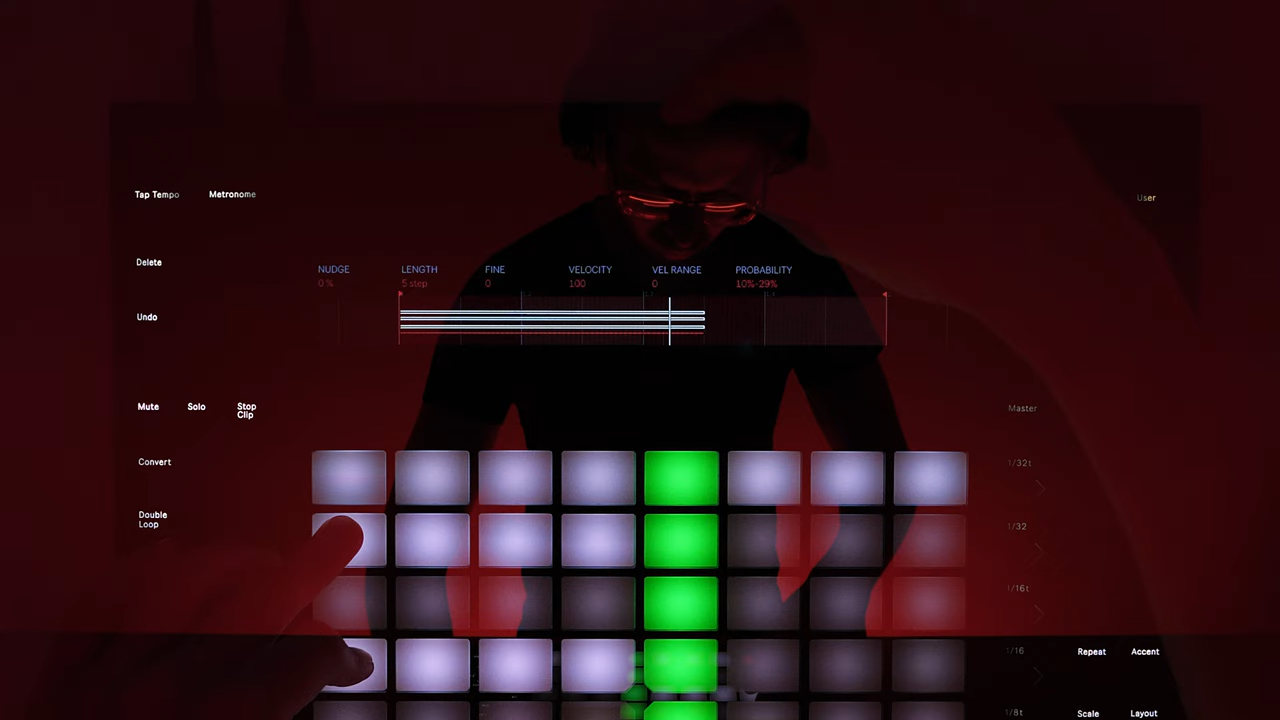 Tap Tempo Metronome
User
Delete
NUDGE LENGTH FINE VELOCITY VEL RANGE PROBABILITY
0 % 5 step 0 100 0 10%-29%
Undo
Mute Solo Stop Clip
Master
Convert
1/32t
Double
Loop
1/32
1/16t
1/16
Repeat Accent
1/8t
Scale Layout